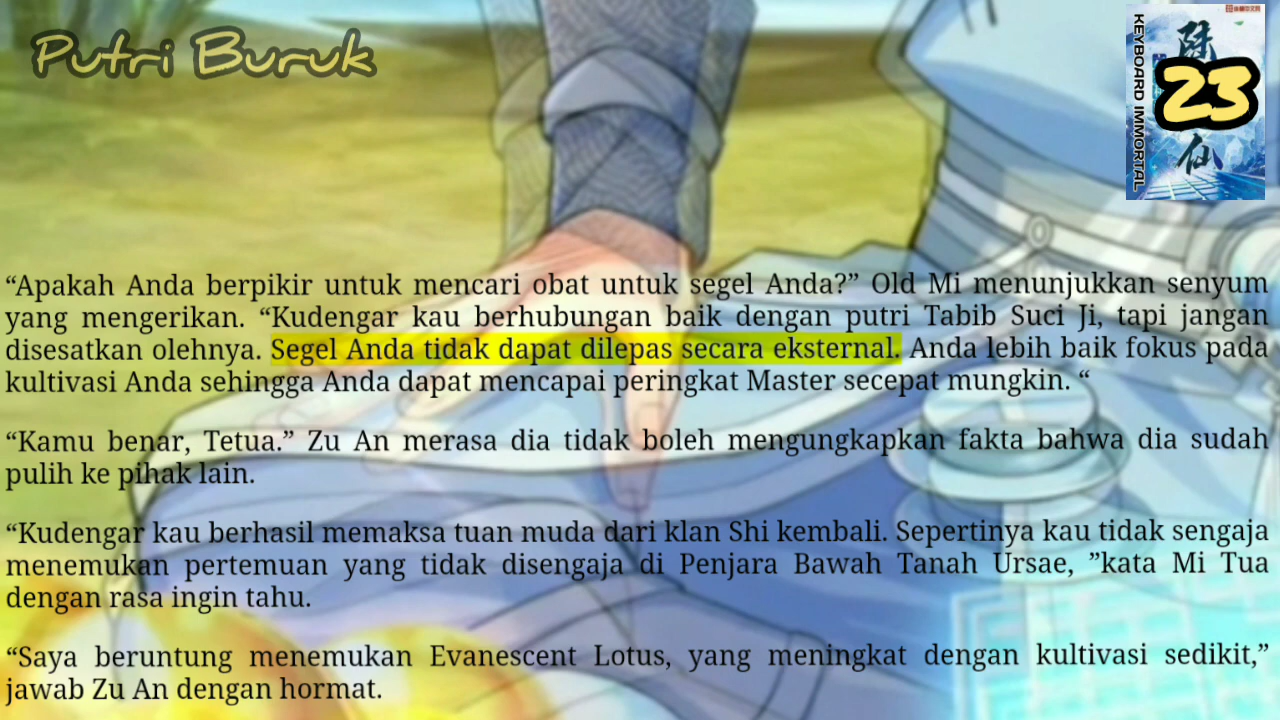 Putri Buruk
KEYBOARD IMMORTAL
23
仙
“Apakah Anda berpikir untuk mencari obat untuk segel Anda?” Old Mi menunjukkan senyum
yang mengerikan. “Kudengar kau berhubungan baik dengan putri Tabib Suci Ji, tapi jangan
disesatkan olehnya. Segel Anda tidak dapat dilepas secara eksternal. Anda lebih baik fokus pada
kultivasi Anda sehingga Anda dapat mencapai peringkat Master secepat mungkin. “
“Kamu benar, Tetua.” Zu An merasa dia tidak boleh mengungkapkan fakta bahwa dia sudah
pulih ke pihak lain.
“Kudengar kau berhasil memaksa tuan muda dari klan Shi kembali. Sepertinya kau tidak sengaja
menemukan pertemuan yang tidak disengaja di Penjara Bawah Tanah Ursae, ”kata Mi Tua
dengan rasa ingin tahu.
“Saya beruntung menemukan Evanescent Lotus, yang meningkat dengan kultivasi sedikit,”
jawab Zu An dengan hormat.